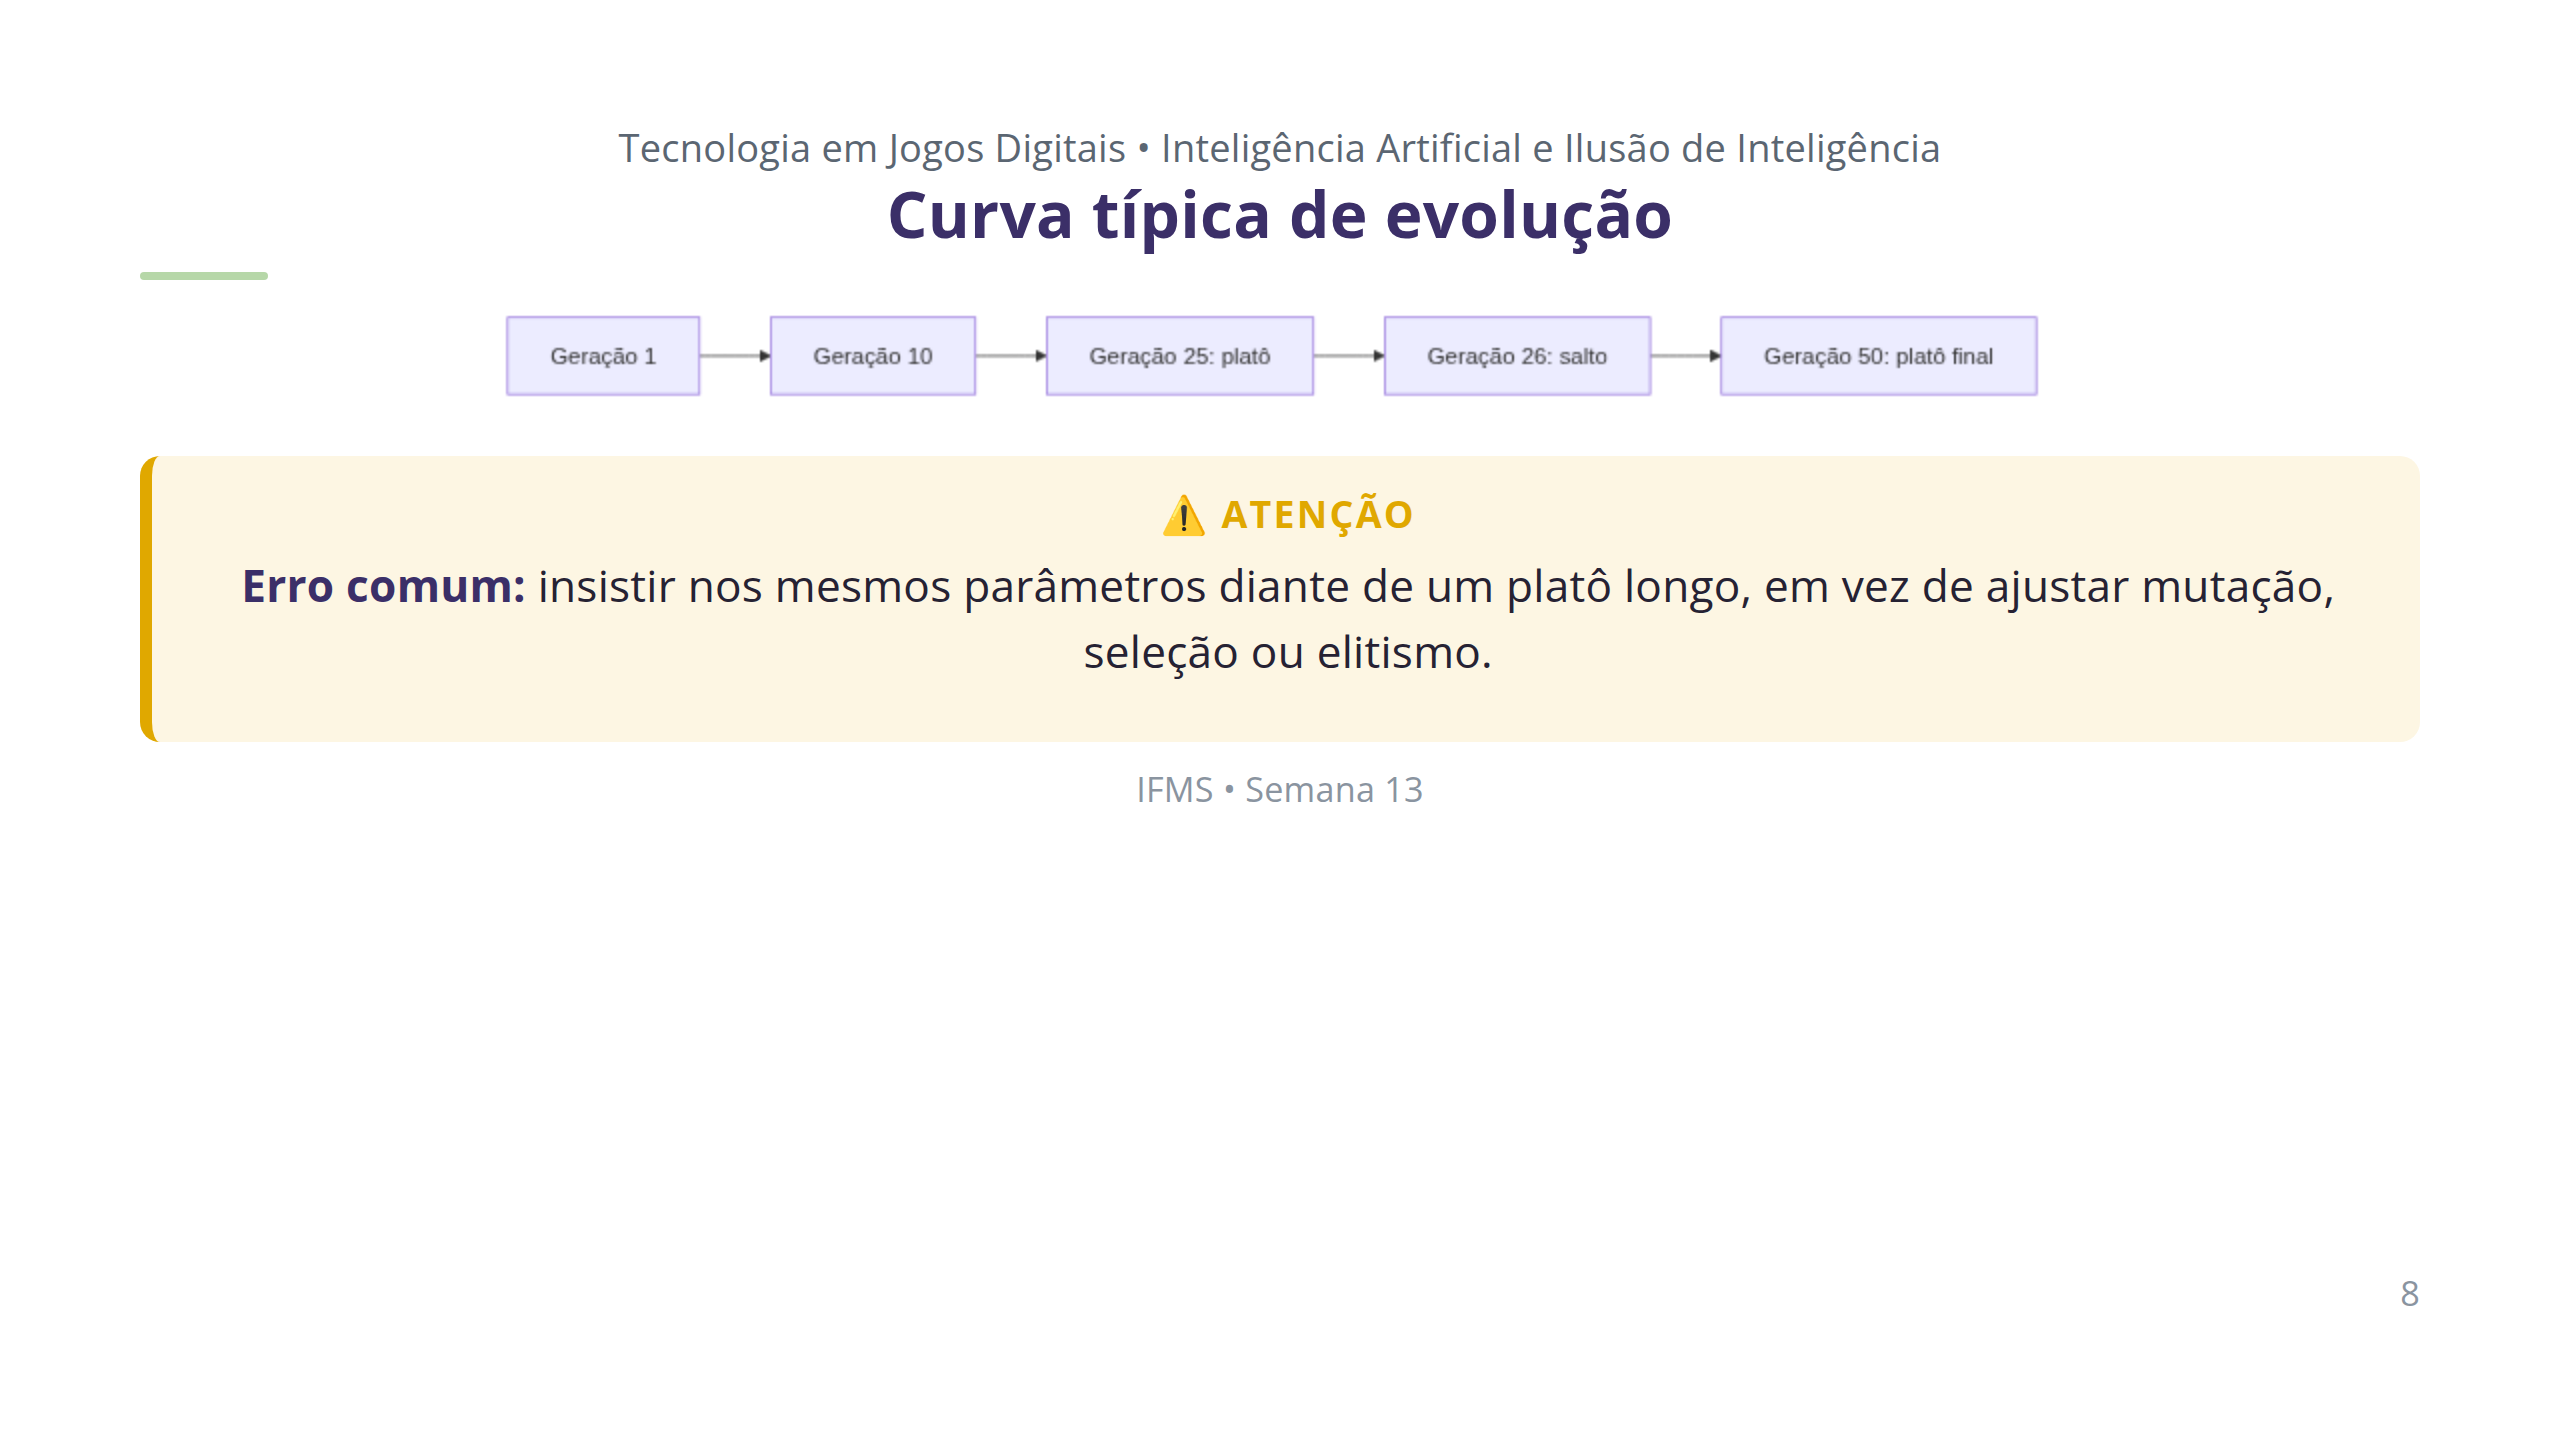 Tecnologia em Jogos Digitais • Inteligência Artificial e Ilusão de Inteligência
Curva típica de evolução
Geração 1
Geração 10
Geração 25: platô
Geração 26: salto
Geração 50: platô final
⚠️ ATENÇÃO
Erro comum: insistir nos mesmos parâmetros diante de um platô longo, em vez de ajustar mutação,
seleção ou elitismo.
IFMS • Semana 13
8